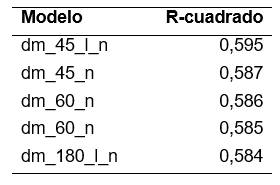 Modelo R-cuadrado
dm_45_l_n 0,595
dm_45_n 0,587
dm_60_n 0,586
dm_60_n 0,585
dm_180_l_n 0,584